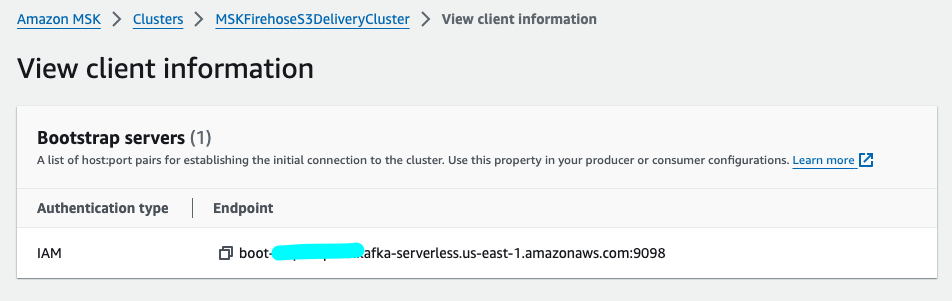 Amazon MSK > Clusters > MSKFirehoseS3DeliveryCluster > View client information
View client information
Bootstrap servers (1)
A list of host:port pairs for establishing the initial connection to the cluster. Use this property in your producer or consumer configurations. Learn more
Authentication type | Endpoint
IAM boot- afka-serverless.us-east-1.amazonaws.com:9098